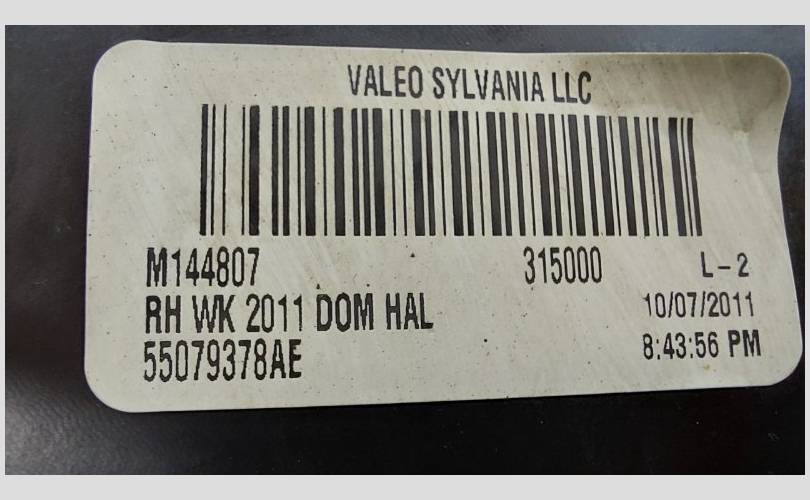 VALEO SYLVANIA LLC
M144807 315000 L-2
RH WK 2011 DOM HAL 10/07/2011
55079378AE 8:43:56 PM